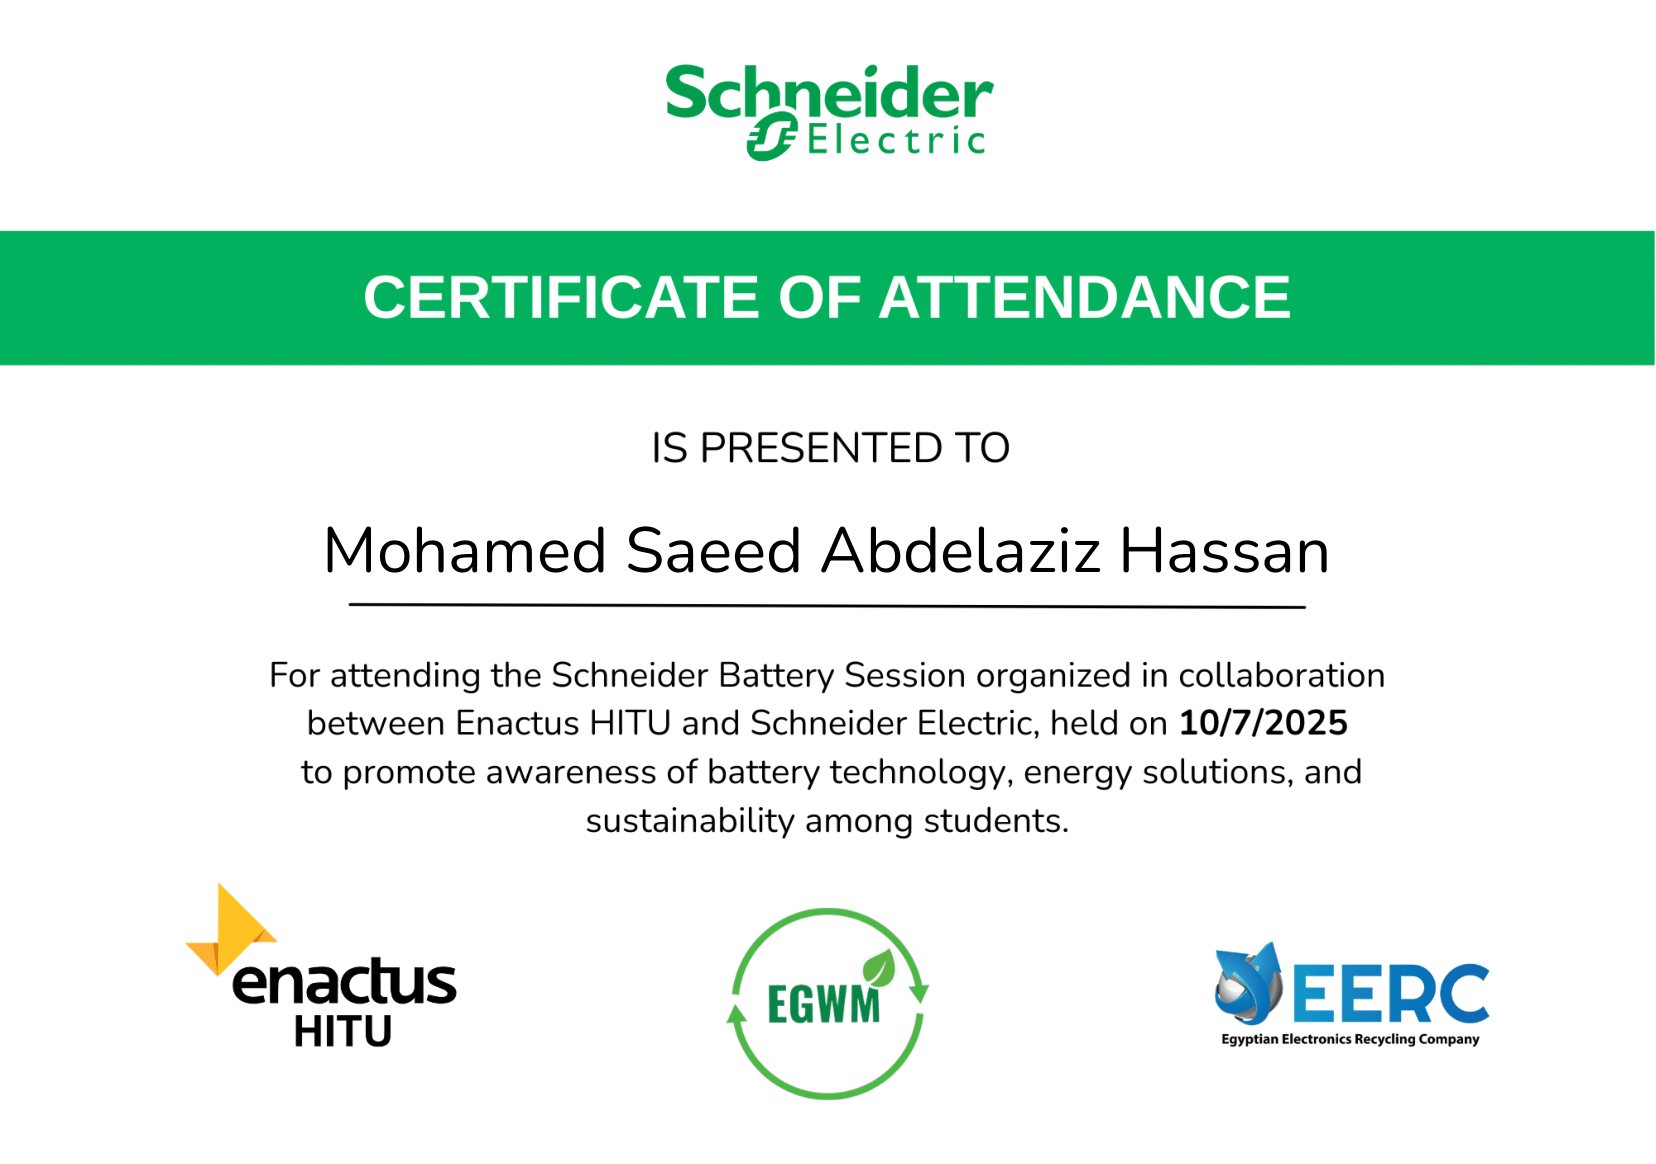 Schneider
Electric
CERTIFICATE OF ATTENDANCE
IS PRESENTED TO
Mohamed Saeed Abdelaziz Hassan
For attending the Schneider Battery Session organized in collaboration
between Enactus HITU and Schneider Electric, held on 10/7/2025
to promote awareness of battery technology, energy solutions, and
sustainability among students.
enactus
HITU
EGWM
EERC
Egyptian Electronics Recycling Company